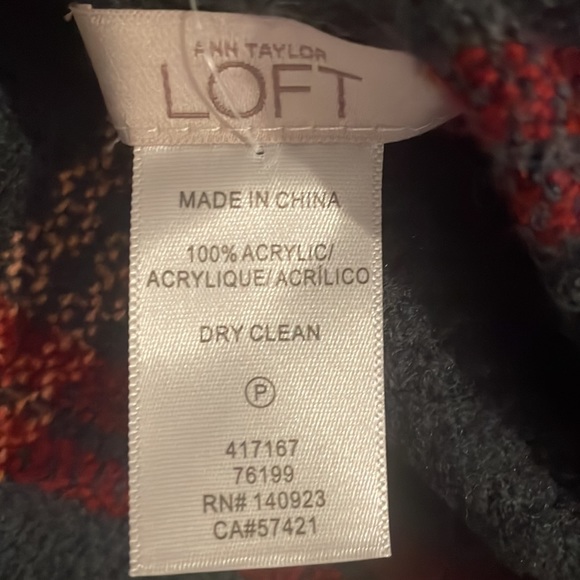 ANN TAYLOR
LOFT
MADE IN CHINA
100% ACRYLIC/
ACRYLIQUE/ACRÍLICO
DRY CLEAN
P
417167
76199
RN# 140923
CA#57421